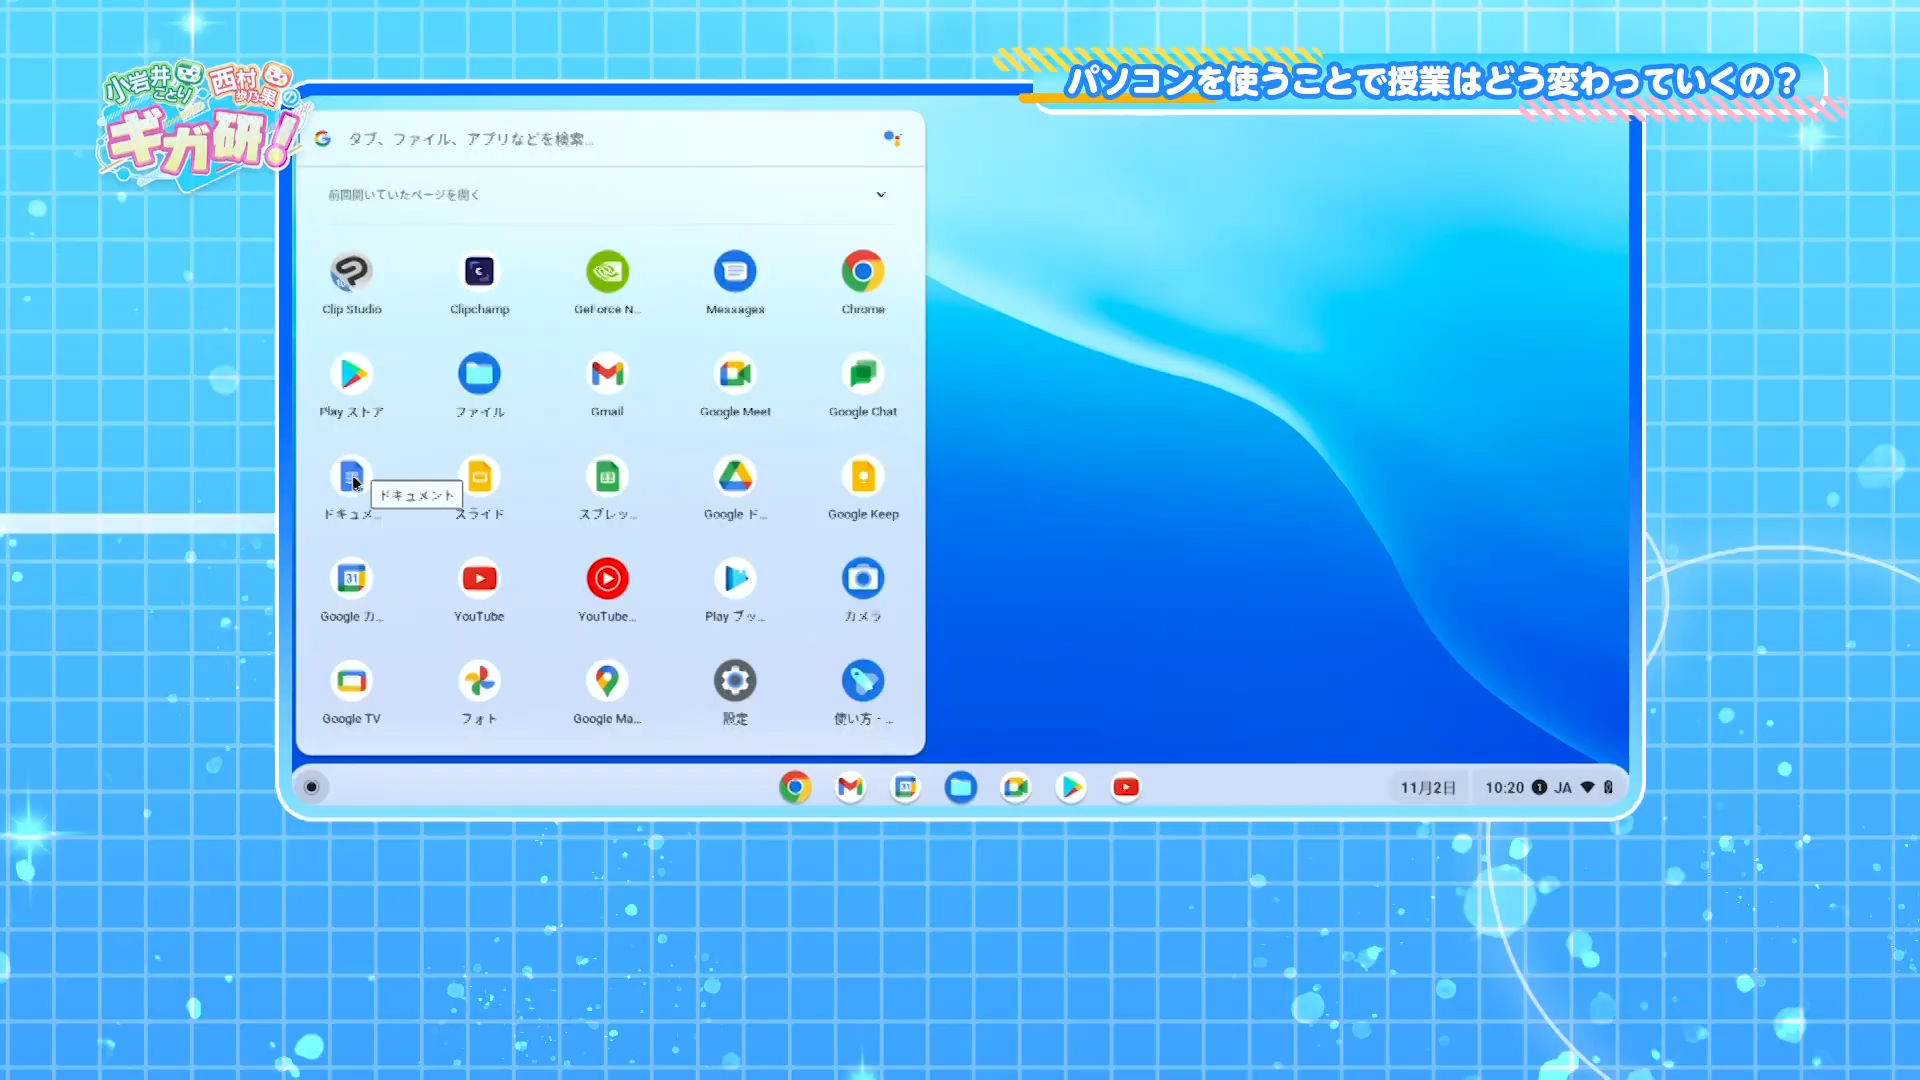 小岩井ことり 西村歩乃果の
ギガ研!
パソコンを使うことで授業はどう変わっていくの？
タブ、ファイル、アプリなどを検索...
前回開いていたページを開く
Clip Studio
Clipchamp
GeForce N...
Messages
Chrome
Play ストア
ファイル
Gmail
Google Meet
Google Chat
ドキュメ...
ドキュメント
スライド
スプレッ...
Google ド...
Google Keep
31
Google カ...
YouTube
YouTube...
Play ブッ...
カメラ
Google TV
フォト
Google Ma...
設定
使い方・...
31
11月2日
10:20 1 JA